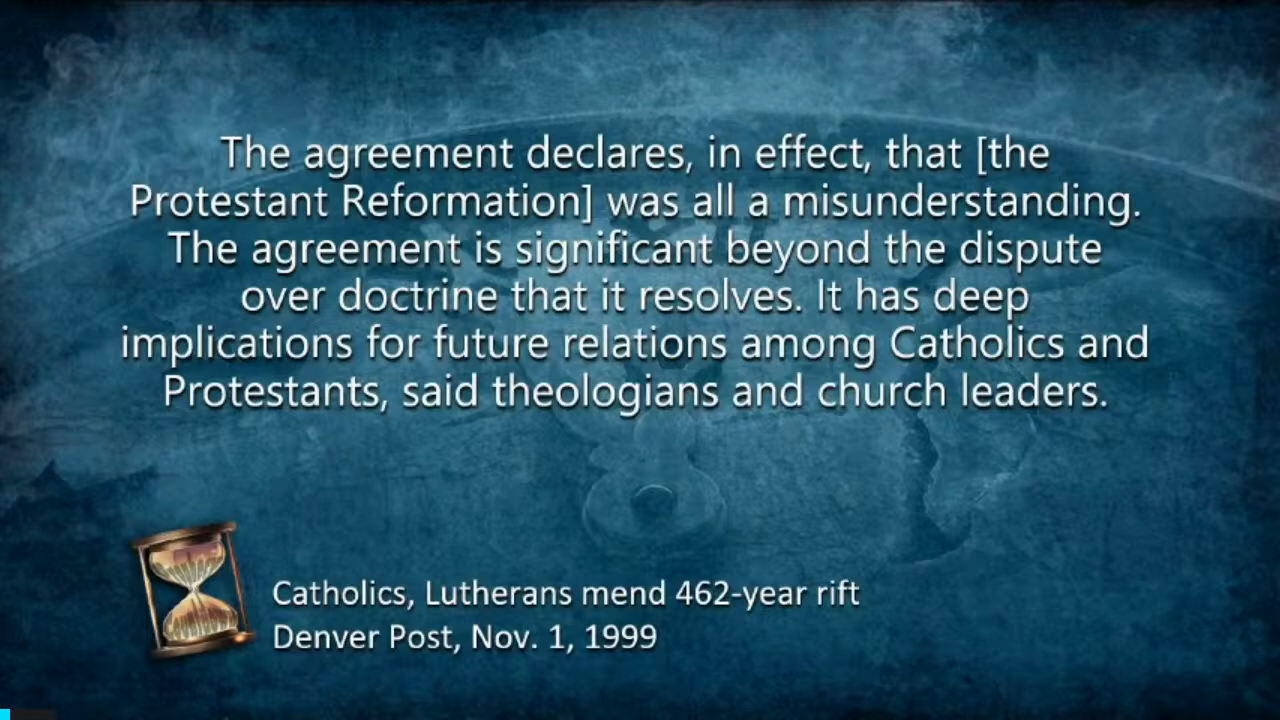 The agreement declares, in effect, that [the
Protestant Reformation] was all a misunderstanding.
The agreement is significant beyond the dispute
over doctrine that it resolves. It has deep
implications for future relations among Catholics and
Protestants, said theologians and church leaders.
Catholics, Lutherans mend 462-year rift
Denver Post, Nov. 1, 1999